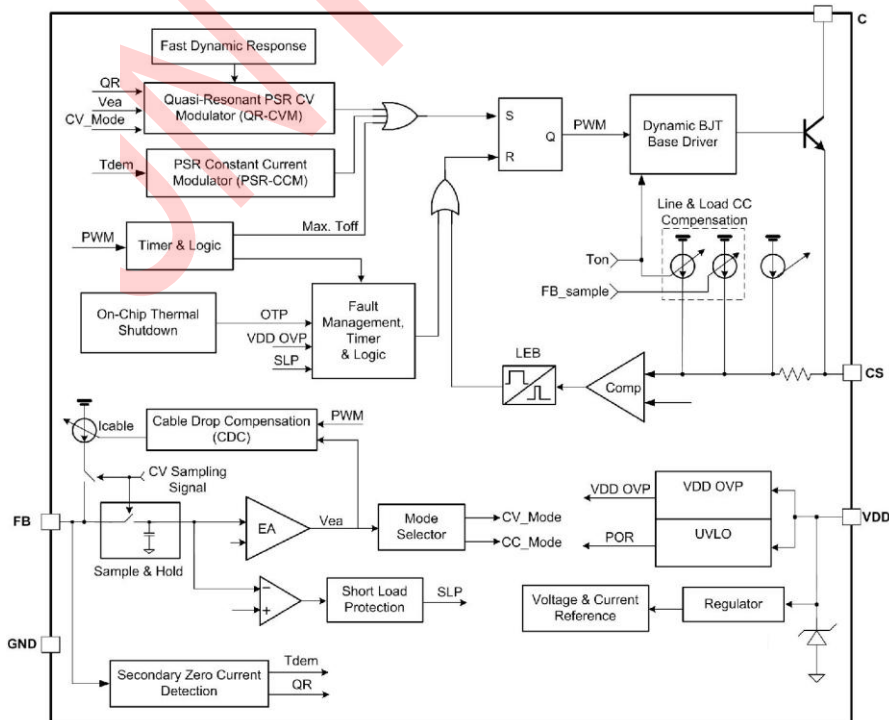 C
Fast Dynamic Response
QR
Vea
CV_Mode
Quasi-Resonant PSR CV
Modulator (QR-CVM)
Tdem
PSR Constant Current
Modulator (PSR-CCM)
S
R
Q
PWM
Dynamic BJT
Base Driver
Line & Load CC
Compensation
PWM
Timer & Logic
Max. Toff
Ton
FB_sample
On-Chip Thermal
Shutdown
OTP
VDD OVP
SLP
Fault
Management,
Timer
& Logic
LEB
Comp
CS
Icable
Cable Drop Compensation
(CDC)
PWM
CV Sampling
Signal
FB
Sample & Hold
EA
Vea
Mode
Selector
CV_Mode
CC_Mode
VDD OVP
POR
VDD OVP
UVLO
VDD
−
+
Short Load
Protection
SLP
Voltage & Current
Reference
Regulator
GND
Secondary Zero Current
Detection
Tdem
QR